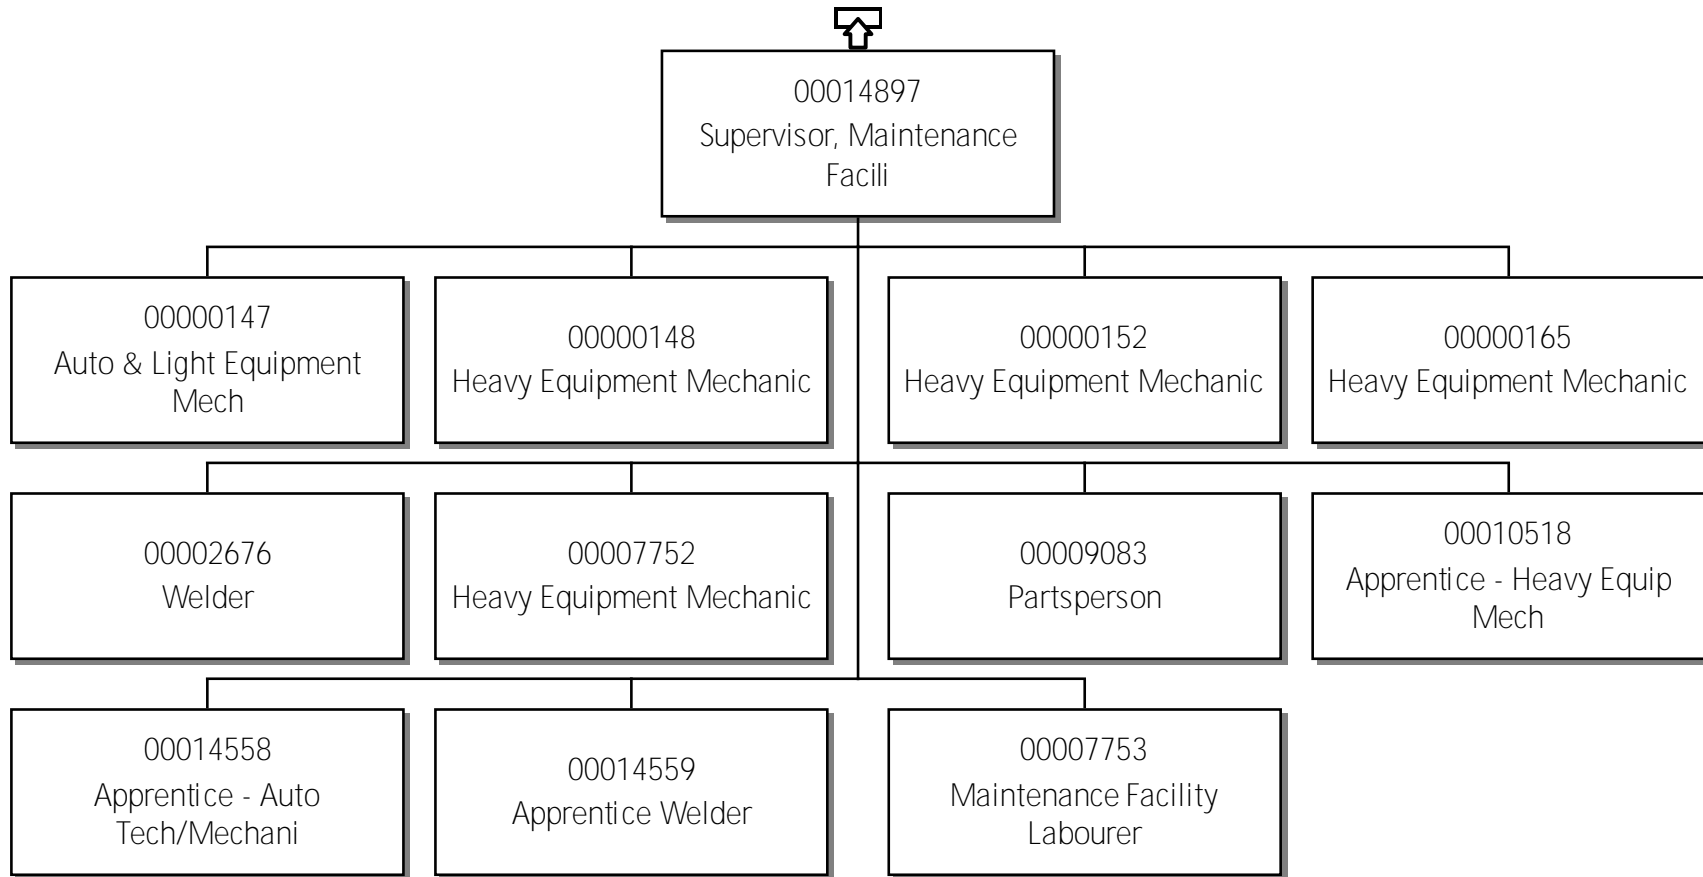 00014897
Supervisor, Maintenance
Facili
00000147
Auto & Light Equipment
Mech
00000148
Heavy Equipment Mechanic
00000152
Heavy Equipment Mechanic
00000165
Heavy Equipment Mechanic
00002676
Welder
00007752
Heavy Equipment Mechanic
00009083
Partsperson
00010518
Apprentice - Heavy Equip
Mech
00014558
Apprentice - Auto
Tech/Mechani
00014559
Apprentice Welder
00007753
Maintenance Facility
Labourer